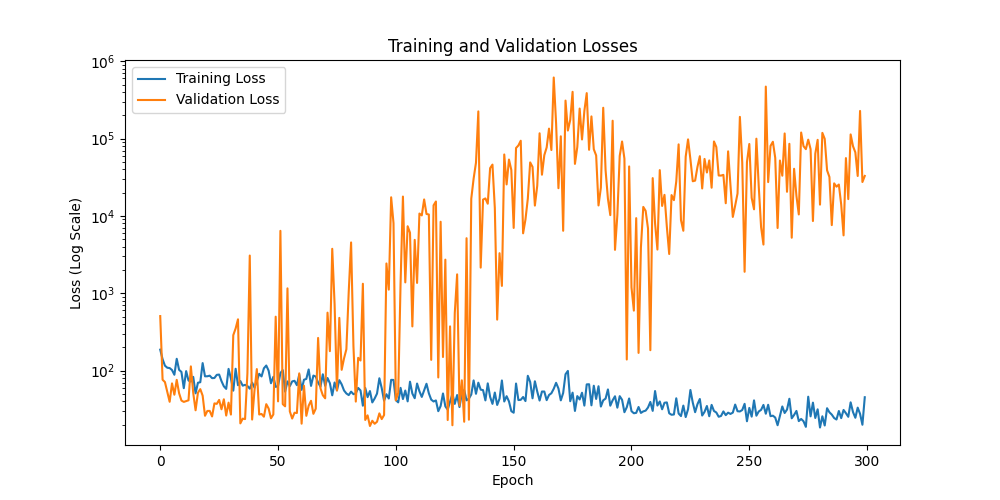 Training and Validation Losses
Training Loss
Validation Loss
Loss (Log Scale)
10^6
10^5
10^4
10^3
10^2
0
50
100
150
200
250
300
Epoch